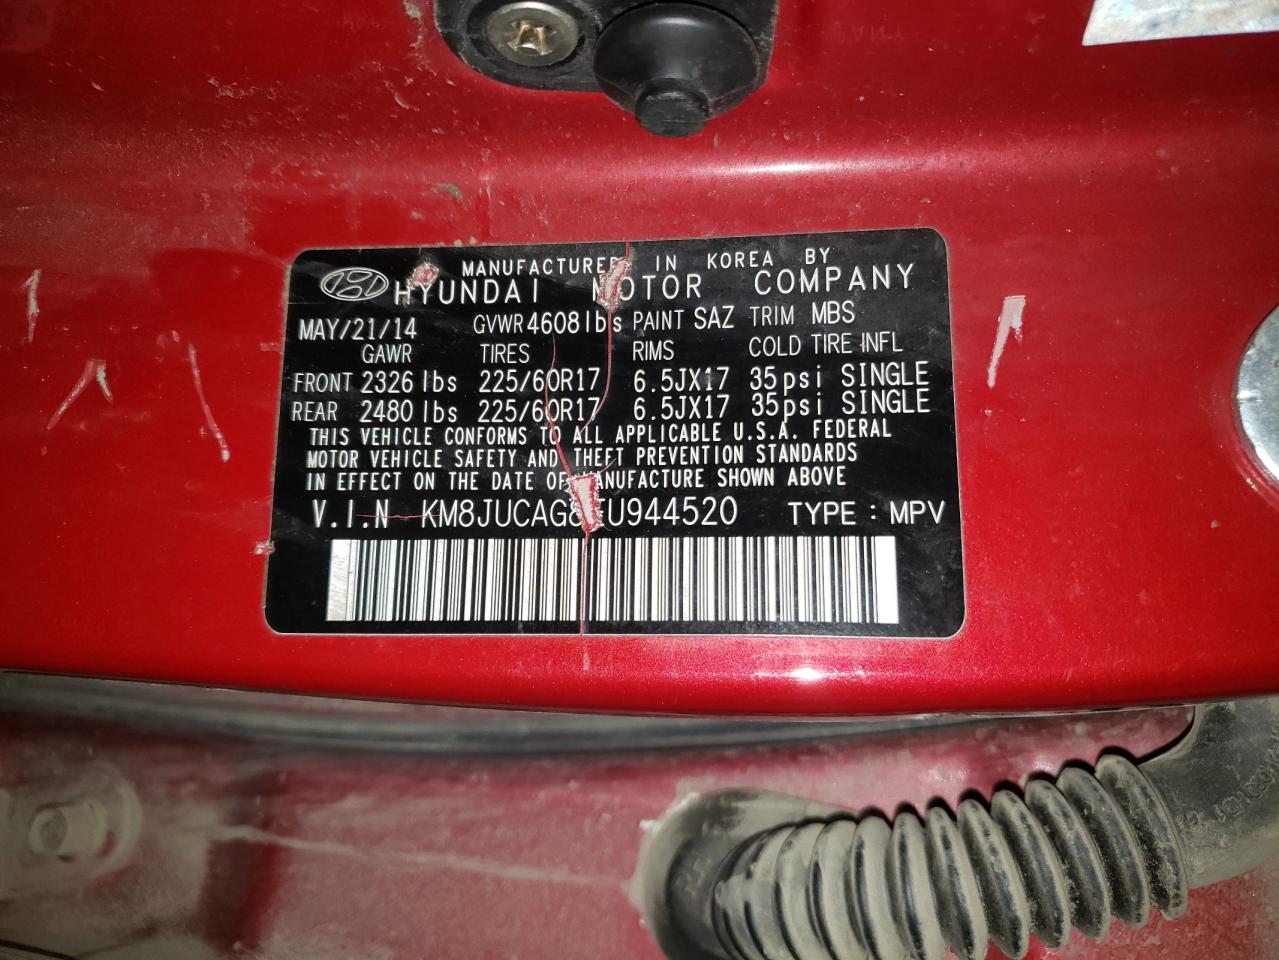 MANUFACTURED IN KOREA BY
HYUNDAI MOTOR COMPANY
MAY/21/14 GVWR 4608lbs PAINT SAZ TRIM MBS
GAWR TIRES RIMS COLD TIRE INFL
FRONT 2326 lbs 225/60R17 6.5JX17 35psi SINGLE
REAR 2480 lbs 225/60R17 6.5JX17 35psi SINGLE
THIS VEHICLE CONFORMS TO ALL APPLICABLE U.S.A. FEDERAL
MOTOR VEHICLE SAFETY AND THEFT PREVENTION STANDARDS
IN EFFECT ON THE DATE OF MANUFACTURE SHOWN ABOVE
V.I.N TYPE : MPV